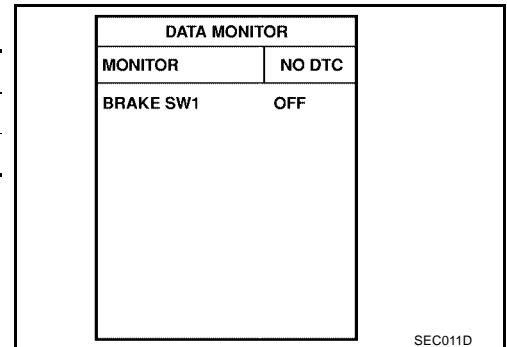 DATA MONITOR
MONITOR NO DTC
BRAKE SW1 OFF
SEC011D